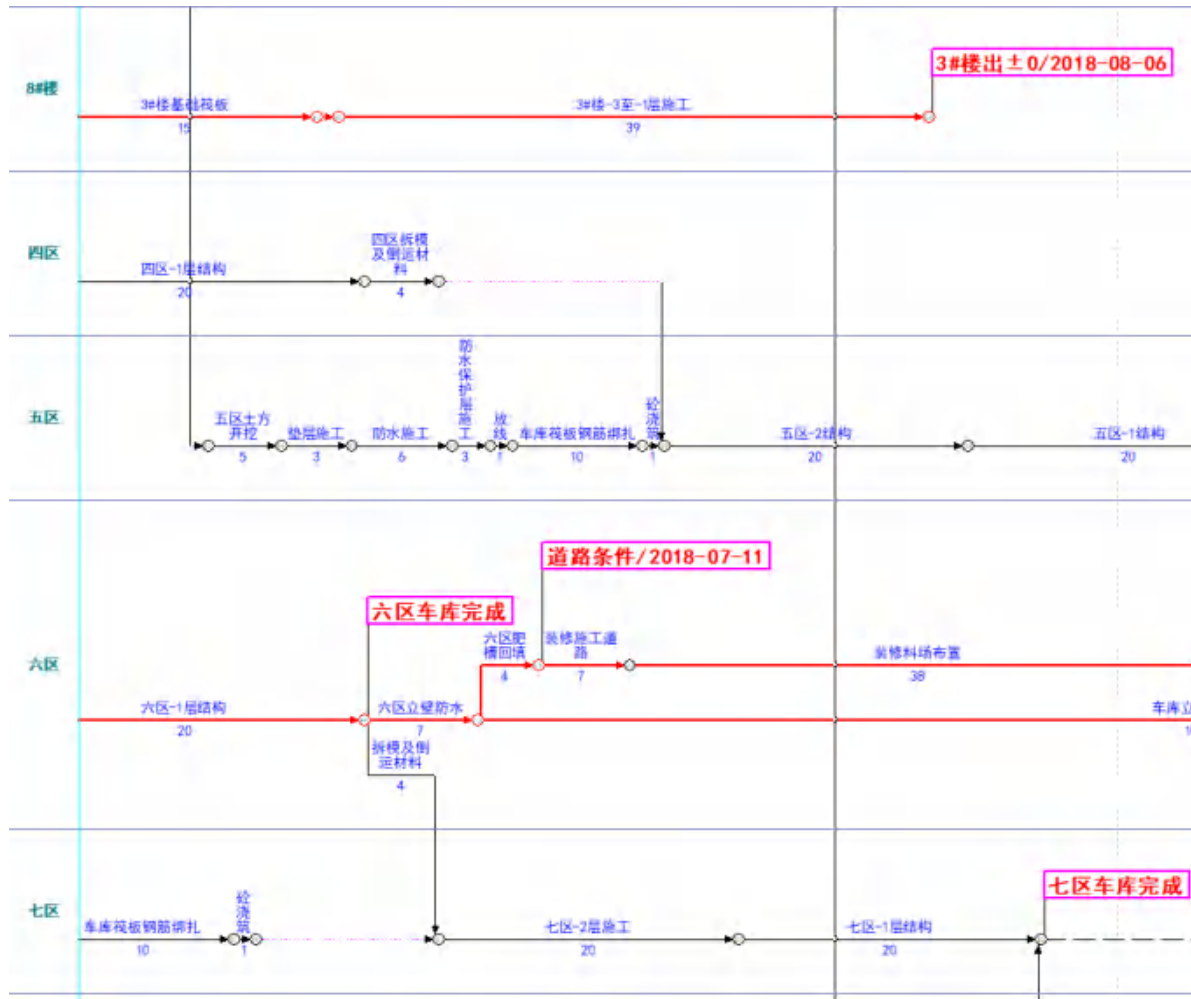 3#楼出±0/2018-08-06
8#楼
3#楼基础筏板
15
3#楼-3至-1层施工
39
四区
四区-1层结构
20
四区拆模
及倒运材
料
4
五区
五区土方
开挖
5
垫层施工
3
防水施工
6
防水保护层施工
3
放线
1
车库筏板钢筋绑扎
10
砼浇筑
1
五区-2结构
20
五区-1结构
20
道路条件/2018-07-11
六区车库完成
六区
六区肥
槽回填
4
装修施工道
路
7
装修料场布置
38
六区-1层结构
20
六区立壁防水
7
车库立
拆模及倒
运材料
4
七区车库完成
七区
车库筏板钢筋绑扎
10
砼浇筑
1
七区-2层施工
20
七区-1层结构
20